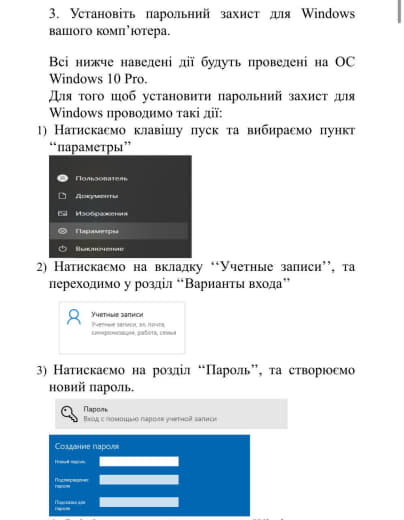 3. Установіть парольний захист для Windows
вашого комп’ютера.
Всі нижче наведені дії будуть проведені на ОС
Windows 10 Pro.
Для того щоб установити парольний захист для
Windows проводимо такі дії:
1) Натискаємо клавішу пуск та вибираємо пункт
“параметры”
Пользователь
Документы
Изображения
Параметры
Выключение
2) Натискаємо на вкладку ‘‘Учетные записи’’, та
переходимо у розділ “Варианты входа”
Учетные записи
Учетные записи, эл. почта,
синхронизация, работа, семья
3) Натискаємо на розділ “Пароль”, та створюємо
новий пароль.
Пароль
Вход с помощью пароля учетной записи
Создание пароля
Новый пароль
Подтверждение
пароля
Подсказка для
пароля